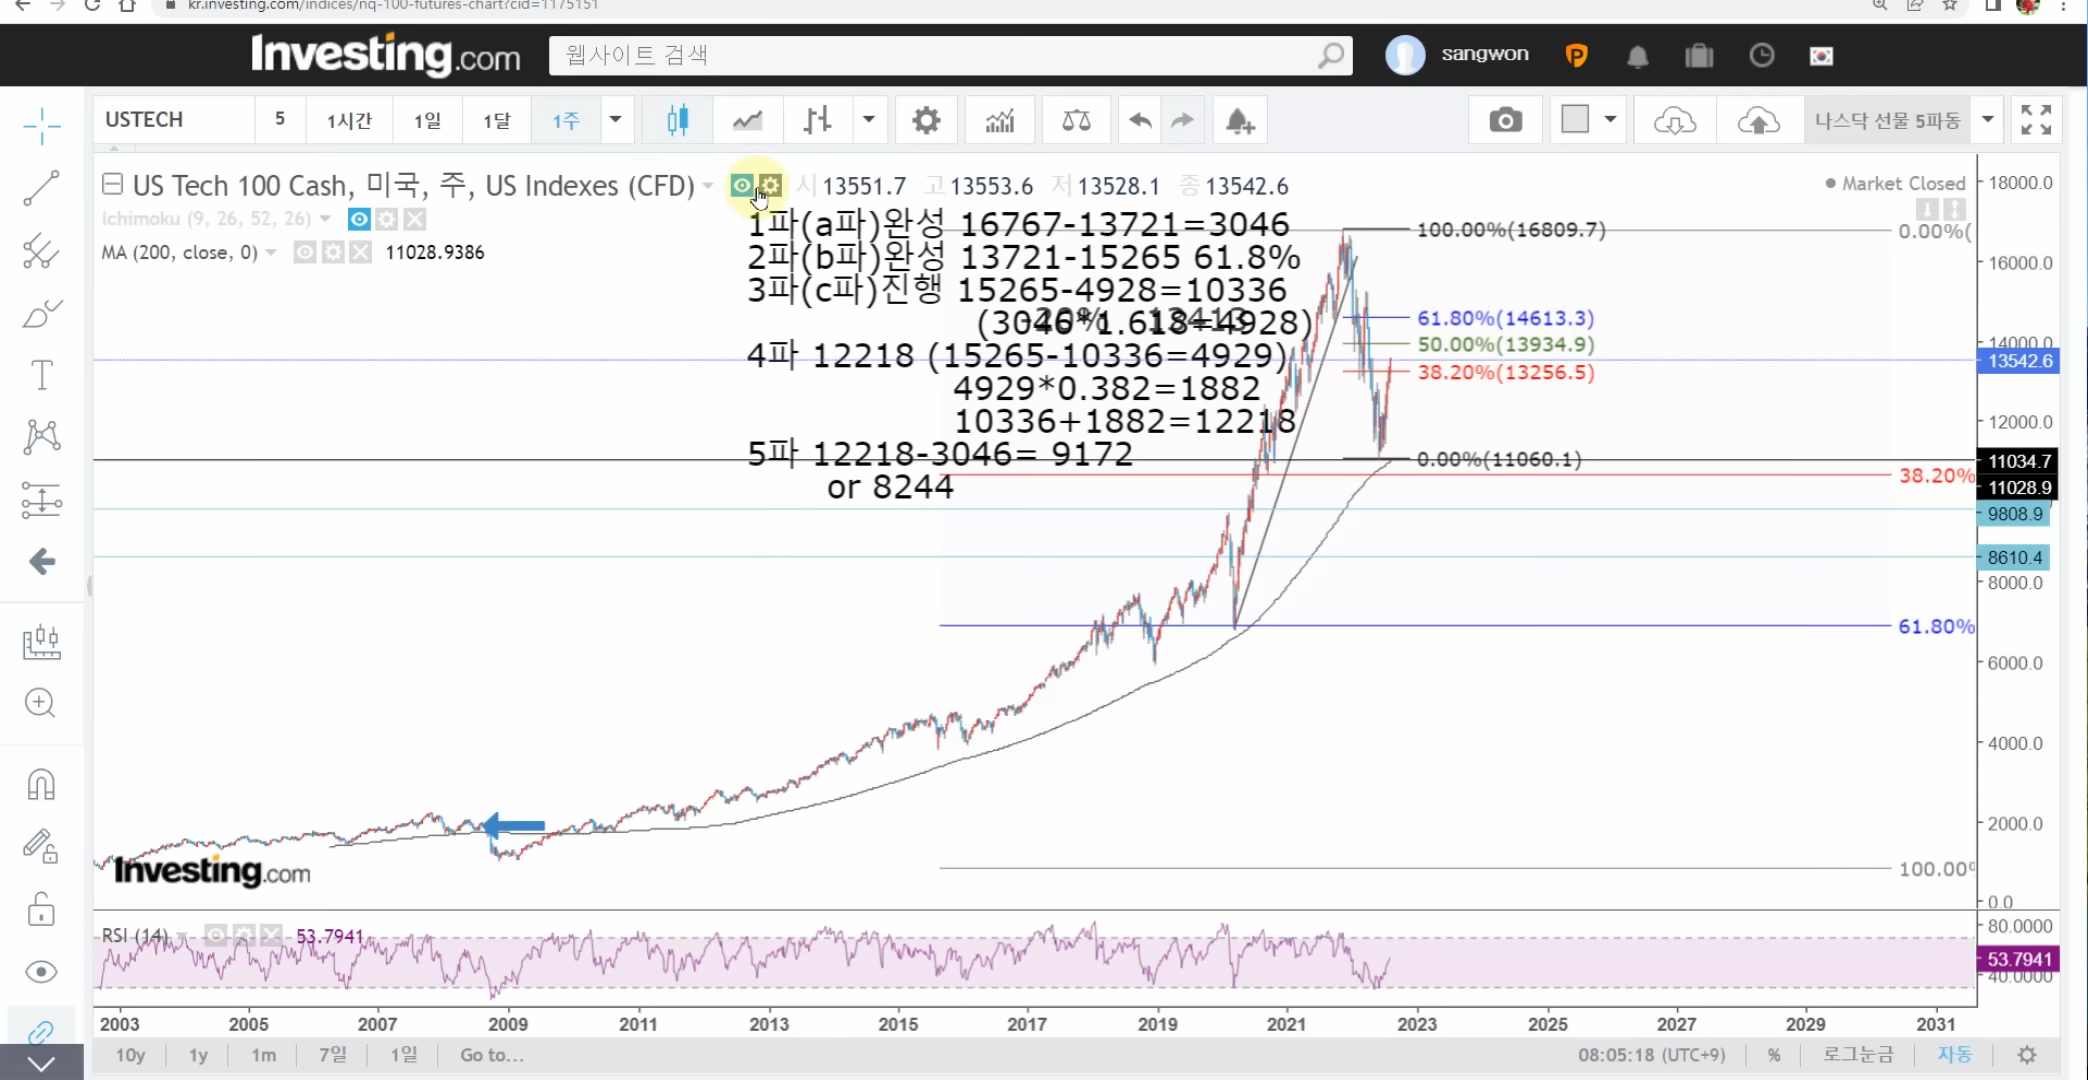 kr.investing.com/indices/nq-100-futures-chart?cid=1175151
Investing.com 웹사이트 검색 sangwon
USTECH 5 1시간 1일 1달 1주 나스닥 선물 5파동
US Tech 100 Cash, 미국, 주, US Indexes (CFD) 시 13551.7 고 13553.6 저 13528.1 종 13542.6 Market Closed
Ichimoku (9, 26, 52, 26)
MA (200, close, 0) 11028.9386
1파(a파)완성 16767-13721=3046
2파(b파)완성 13721-15265 61.8%
3파(c파)진행 15265-4928=10336
(3046*1.618=4928)
4파 12218 (15265-10336=4929)
4929*0.382=1882
10336+1882=12218
5파 12218-3046= 9172
or 8244
100.00%(16809.7)
0.00%(
61.80%(14613.3)
50.00%(13934.9)
38.20%(13256.5)
0.00%(11060.1)
38.20%
61.80%
100.00%
18000.0
16000.0
14000.0
13542.6
12000.0
11034.7
11028.9
9808.9
8610.4
8000.0
6000.0
4000.0
2000.0
0.0
Investing.com
RSI (14) 53.7941
80.0000
53.7941
40.0000
2003 2005 2007 2009 2011 2013 2015 2017 2019 2021 2023 2025 2027 2029 2031
10y 1y 1m 7일 1일 Go to... 08:05:18 (UTC+9) % 로그눈금 자동